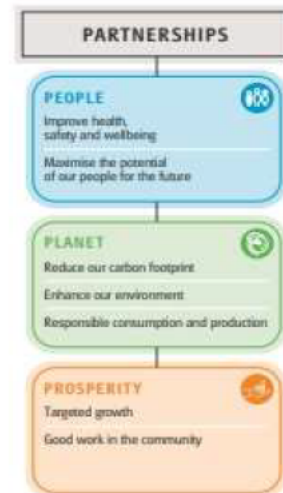 PARTNERSHIPS
PEOPLE
Improve health,
safety and wellbeing
Maximise the potential
of our people for the future
PLANET
Reduce our carbon footprint
Enhance our environment
Responsible consumption and production
PROSPERITY
Targeted growth
Good work in the community